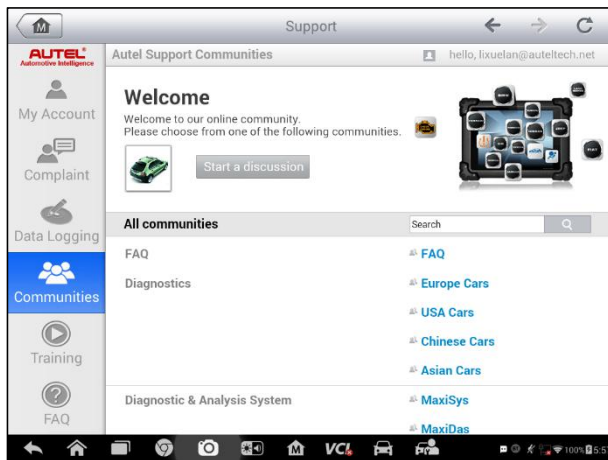 Support
AUTEL®
Automotive Intelligence
My Account
Complaint
Data Logging
Communities
Training
FAQ
Autel Support Communities
hello, lixuelan@auteltech.net
Welcome
Welcome to our online community.
Please choose from one of the following communities.
Start a discussion
All communities
Search
FAQ
FAQ
Diagnostics
Europe Cars
USA Cars
Chinese Cars
Asian Cars
Diagnostic & Analysis System
MaxiSys
MaxiDas
VCI
100%